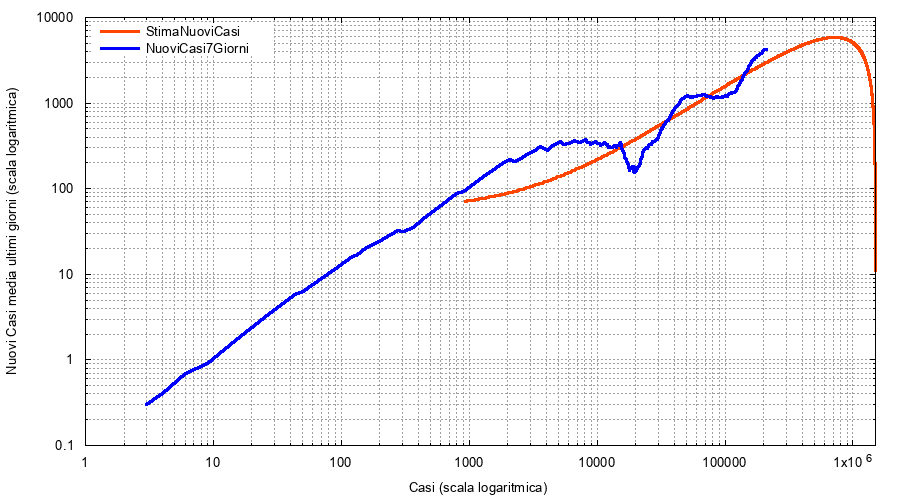 StimaNuoviCasi
NuoviCasi7Giorni
Nuovi Casi media ultimi giorni (scala logaritmica)
10000
1000
100
10
1
0.1
1 10 100 1000 10000 100000 1x10 6
Casi (scala logaritmica)